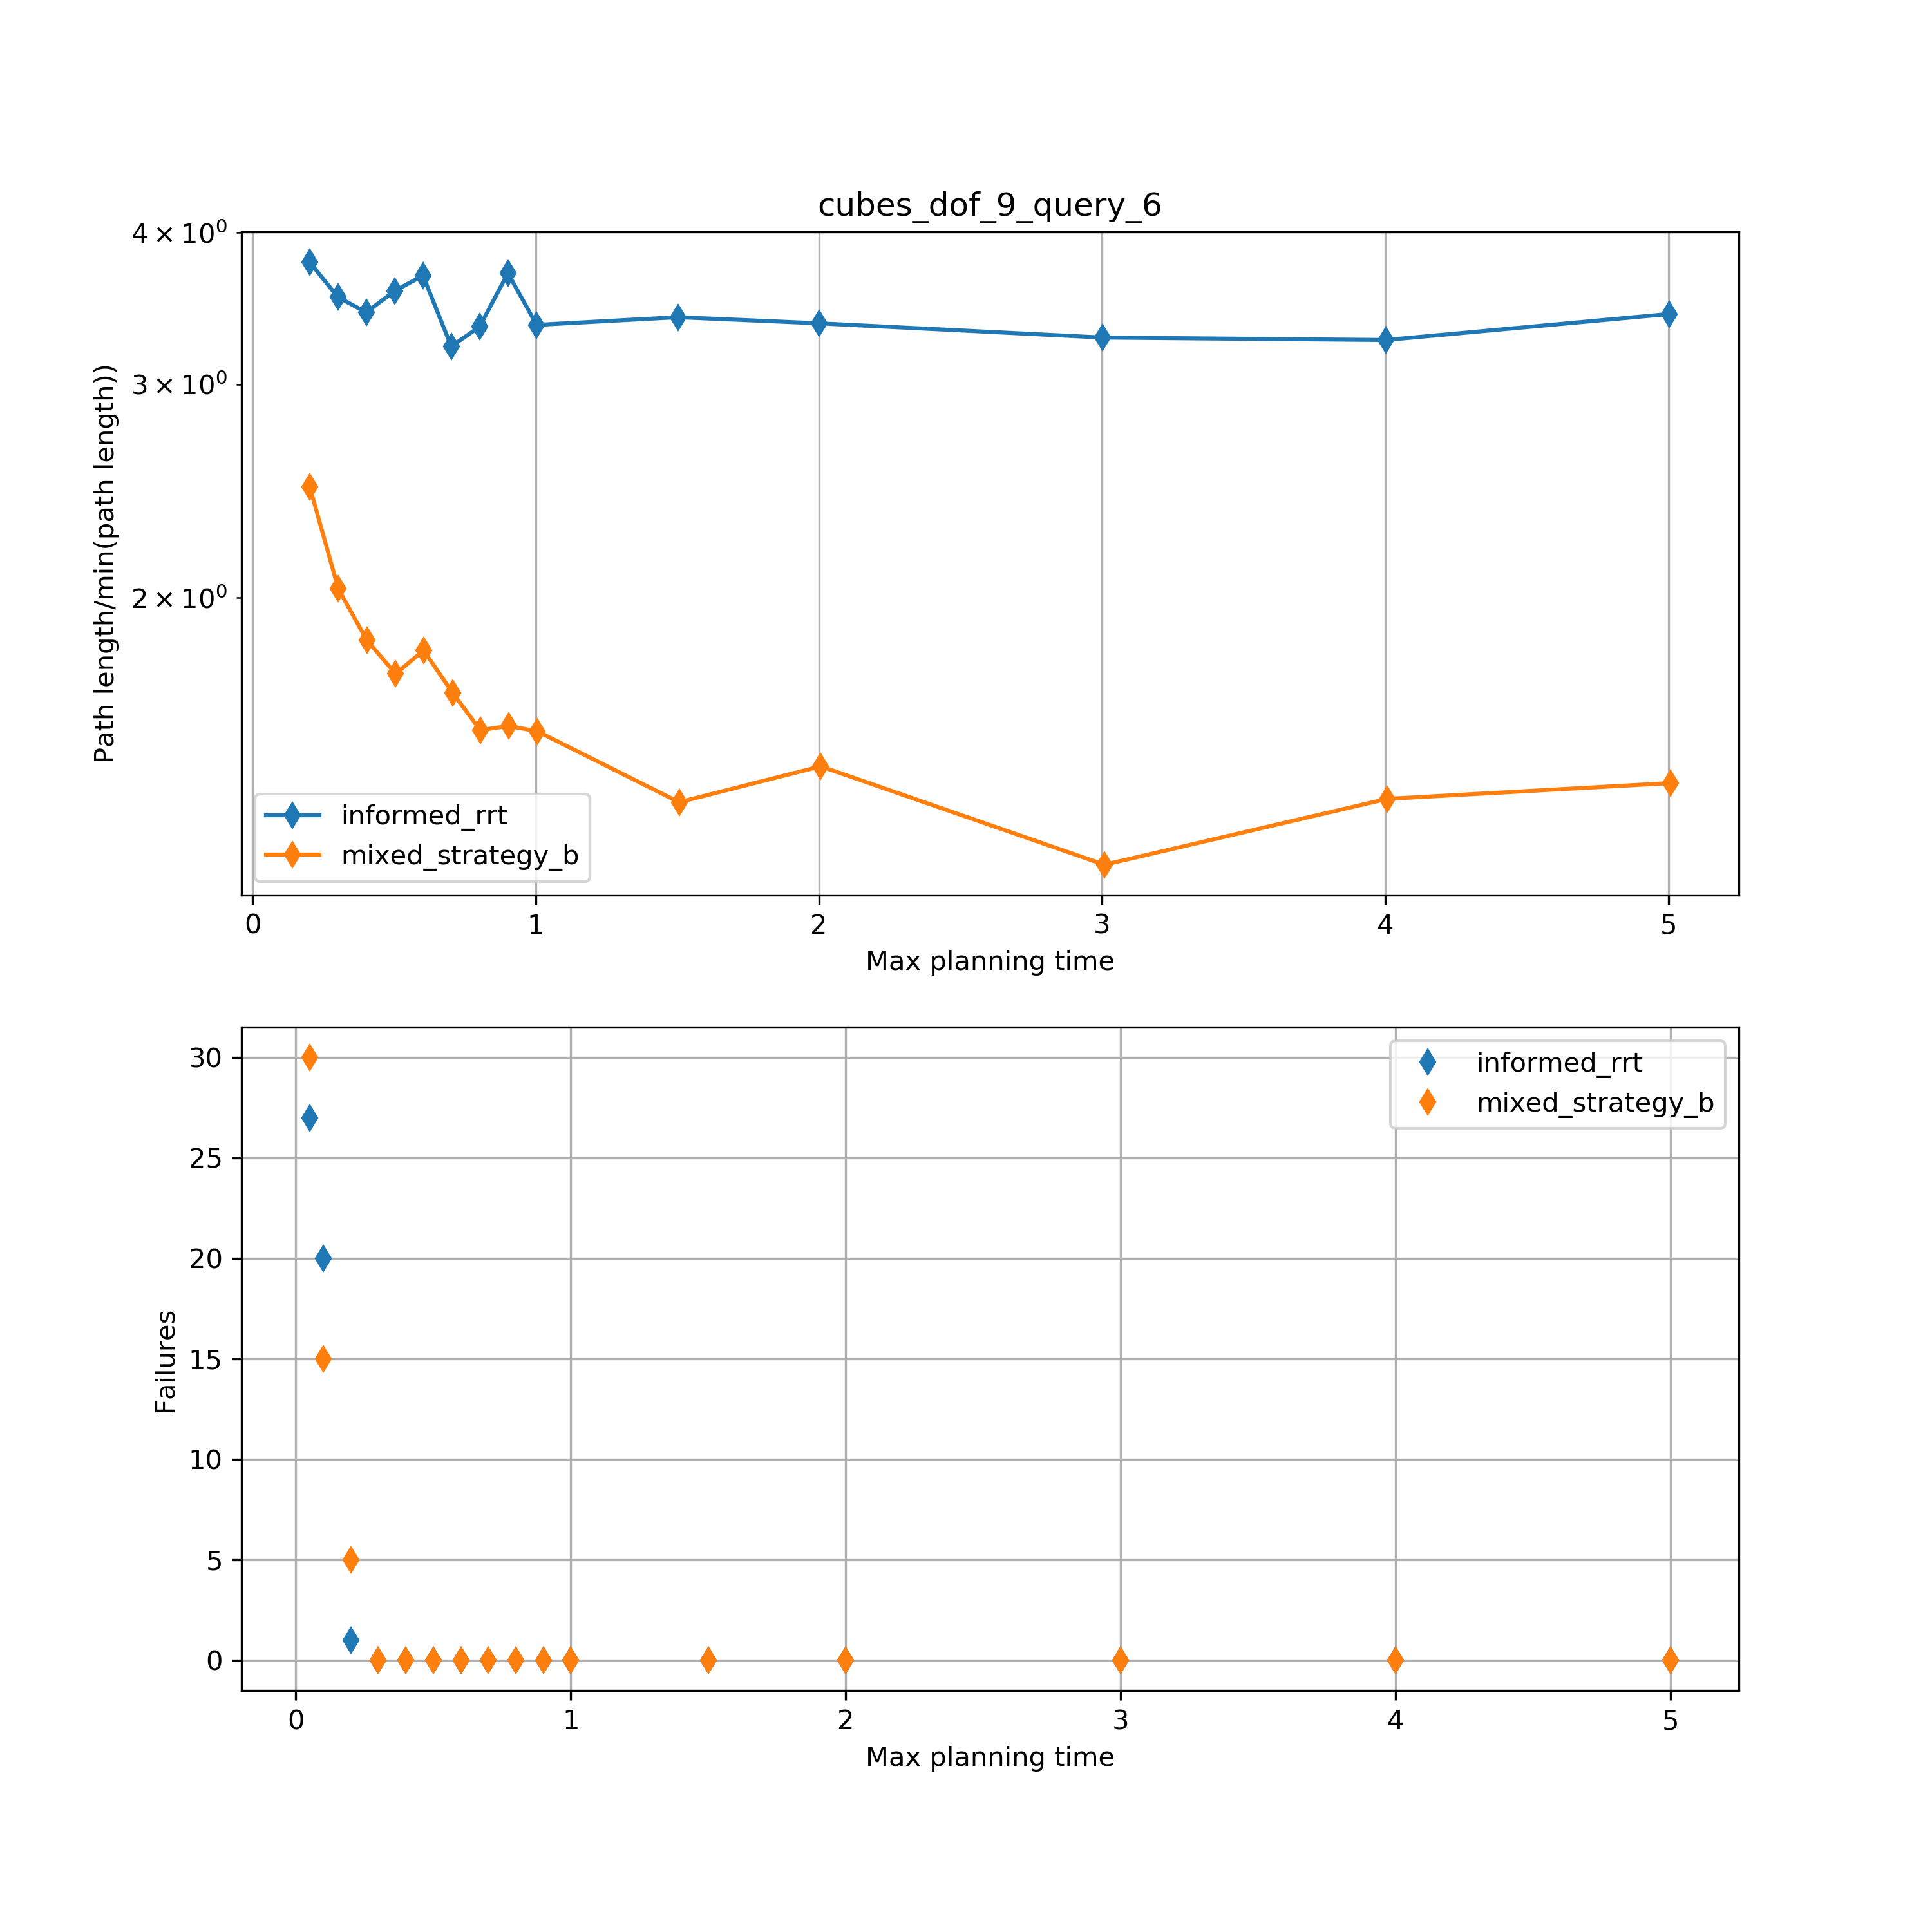 cubes_dof_9_query_6
4 × 10⁰
3 × 10⁰
2 × 10⁰
Path length/min(path length))
informed_rrt
mixed_strategy_b
0 1 2 3 4 5
Max planning time
30
25
20
15
10
5
0
Failures
informed_rrt
mixed_strategy_b
0 1 2 3 4 5
Max planning time